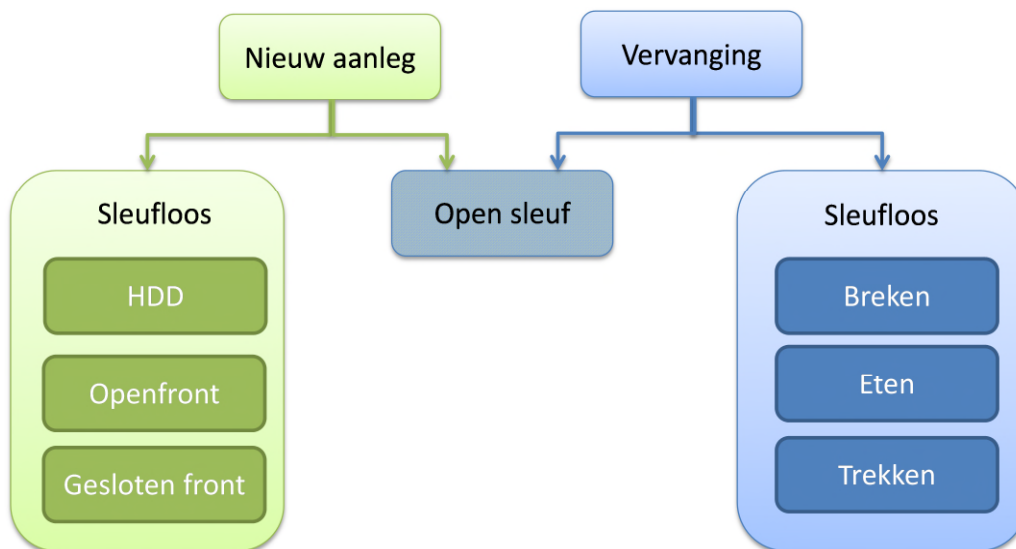 Nieuw aanleg
Vervanging
Sleufloos
Open sleuf
Sleufloos
HDD
Openfront
Gesloten front
Breken
Eten
Trekken